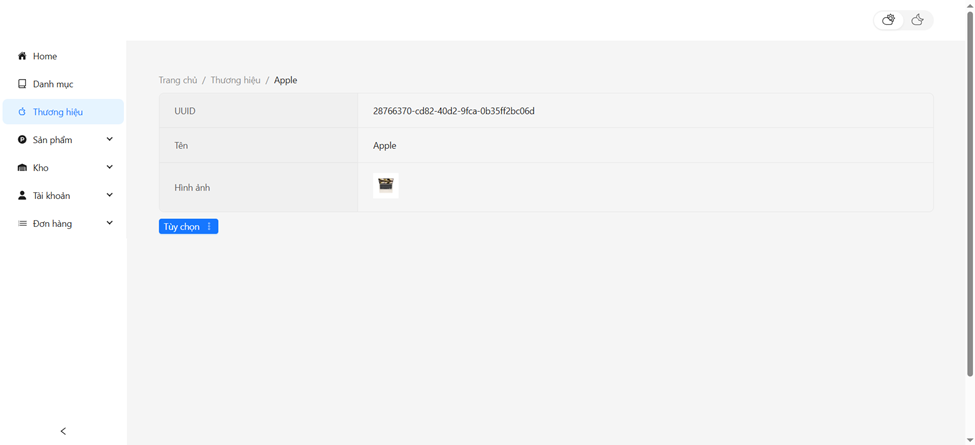 Home
Danh mục
Thương hiệu
Sản phẩm
Kho
Tài khoản
Đơn hàng
Trang chủ / Thương hiệu / Apple
UUID 28766370-cd82-40d2-9fca-0b35ff2bc06d
Tên Apple
Hình ảnh
Tùy chọn